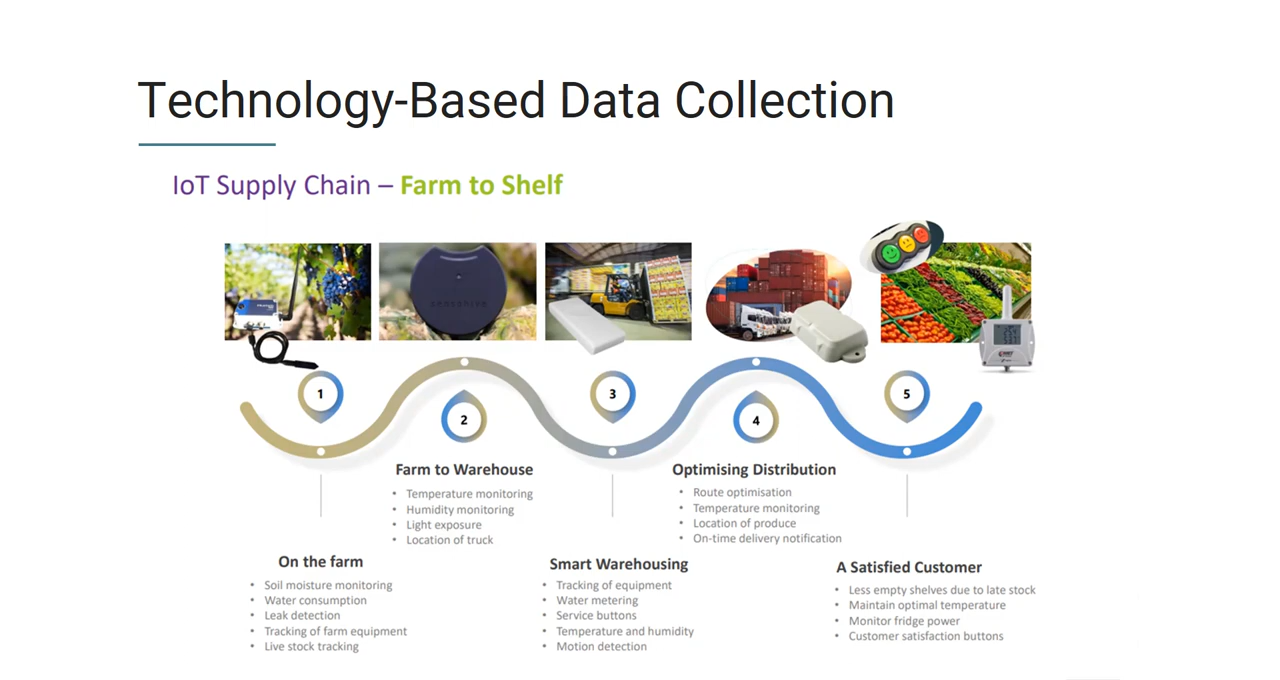 Technology-Based Data Collection
IoT Supply Chain – Farm to Shelf
1
2
3
4
5
On the farm
• Soil moisture monitoring
• Water consumption
• Leak detection
• Tracking of farm equipment
• Live stock tracking
Farm to Warehouse
• Temperature monitoring
• Humidity monitoring
• Light exposure
• Location of truck
Smart Warehousing
• Tracking of equipment
• Water metering
• Service buttons
• Temperature and humidity
• Motion detection
Optimising Distribution
• Route optimisation
• Temperature monitoring
• Location of produce
• On-time delivery notification
A Satisfied Customer
• Less empty shelves due to late stock
• Maintain optimal temperature
• Monitor fridge power
• Customer satisfaction buttons